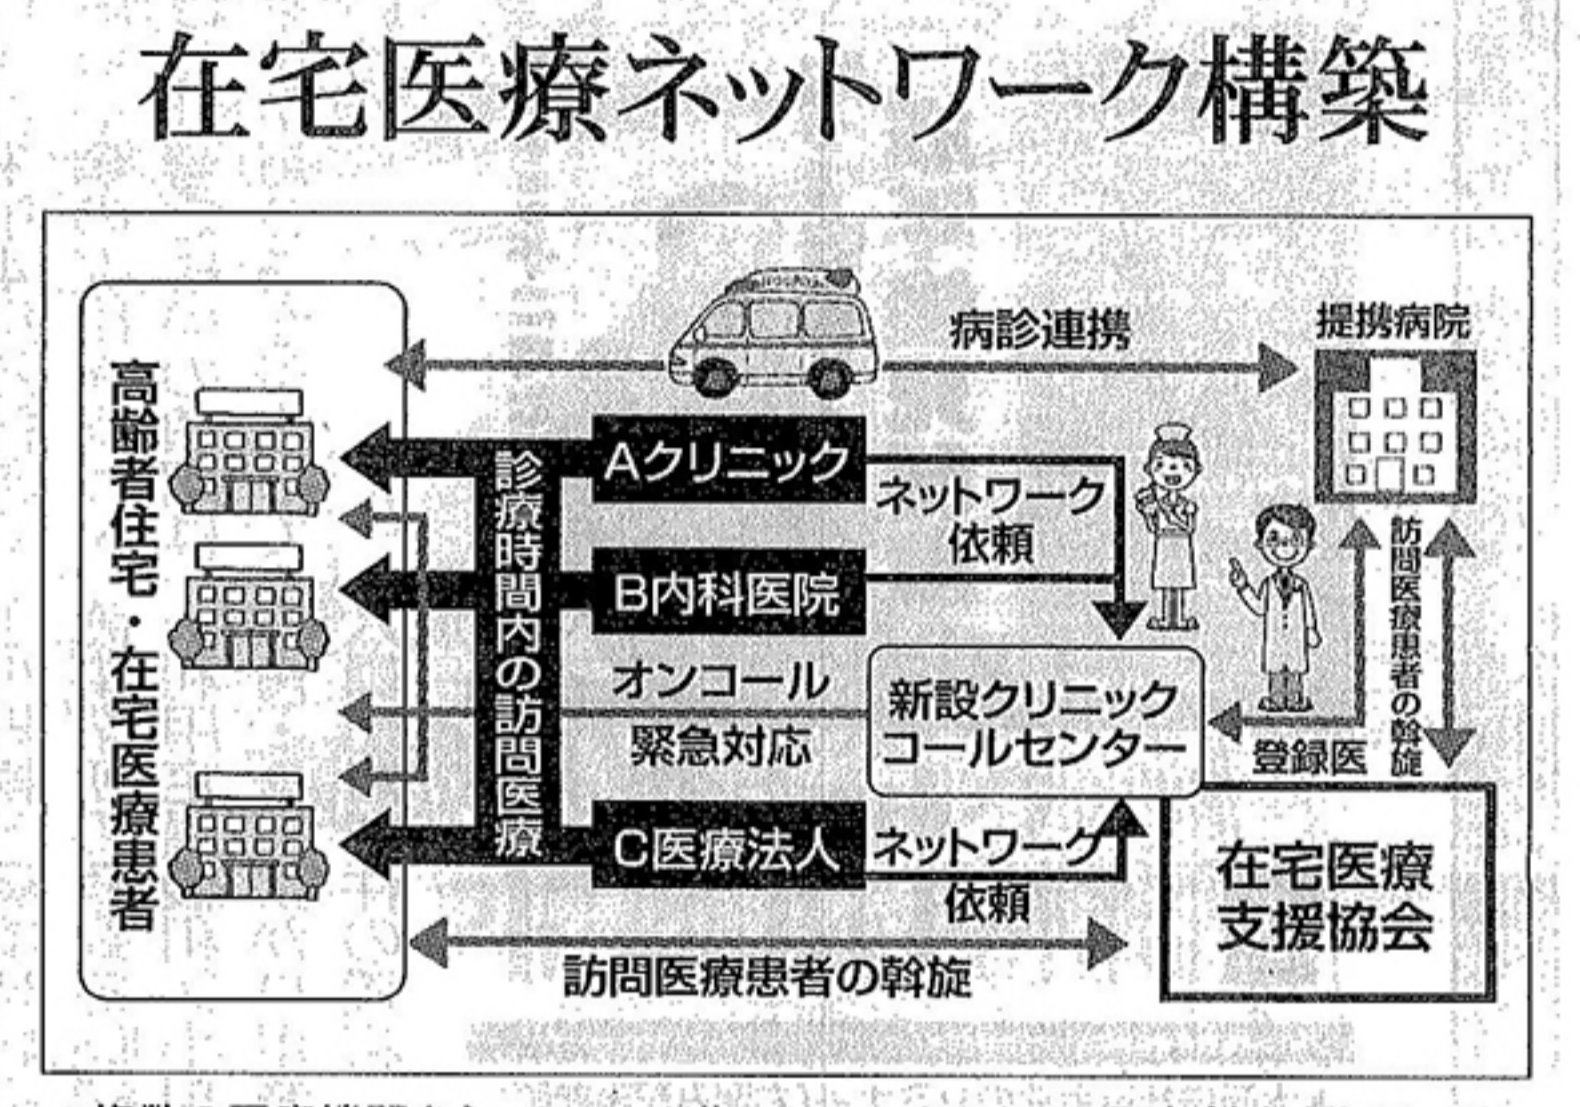 在宅医療ネットワーク構築
病診連携
提携病院
高齢者住宅・在宅医療患者
診療時間内の訪問医療
Aクリニック
ネットワーク
依頼
B内科医院
オンコール
緊急対応
新設クリニック
コールセンター
訪問医療患者の斡旋
登録医
C医療法人
ネットワーク
依頼
在宅医療
支援協会
訪問医療患者の斡旋